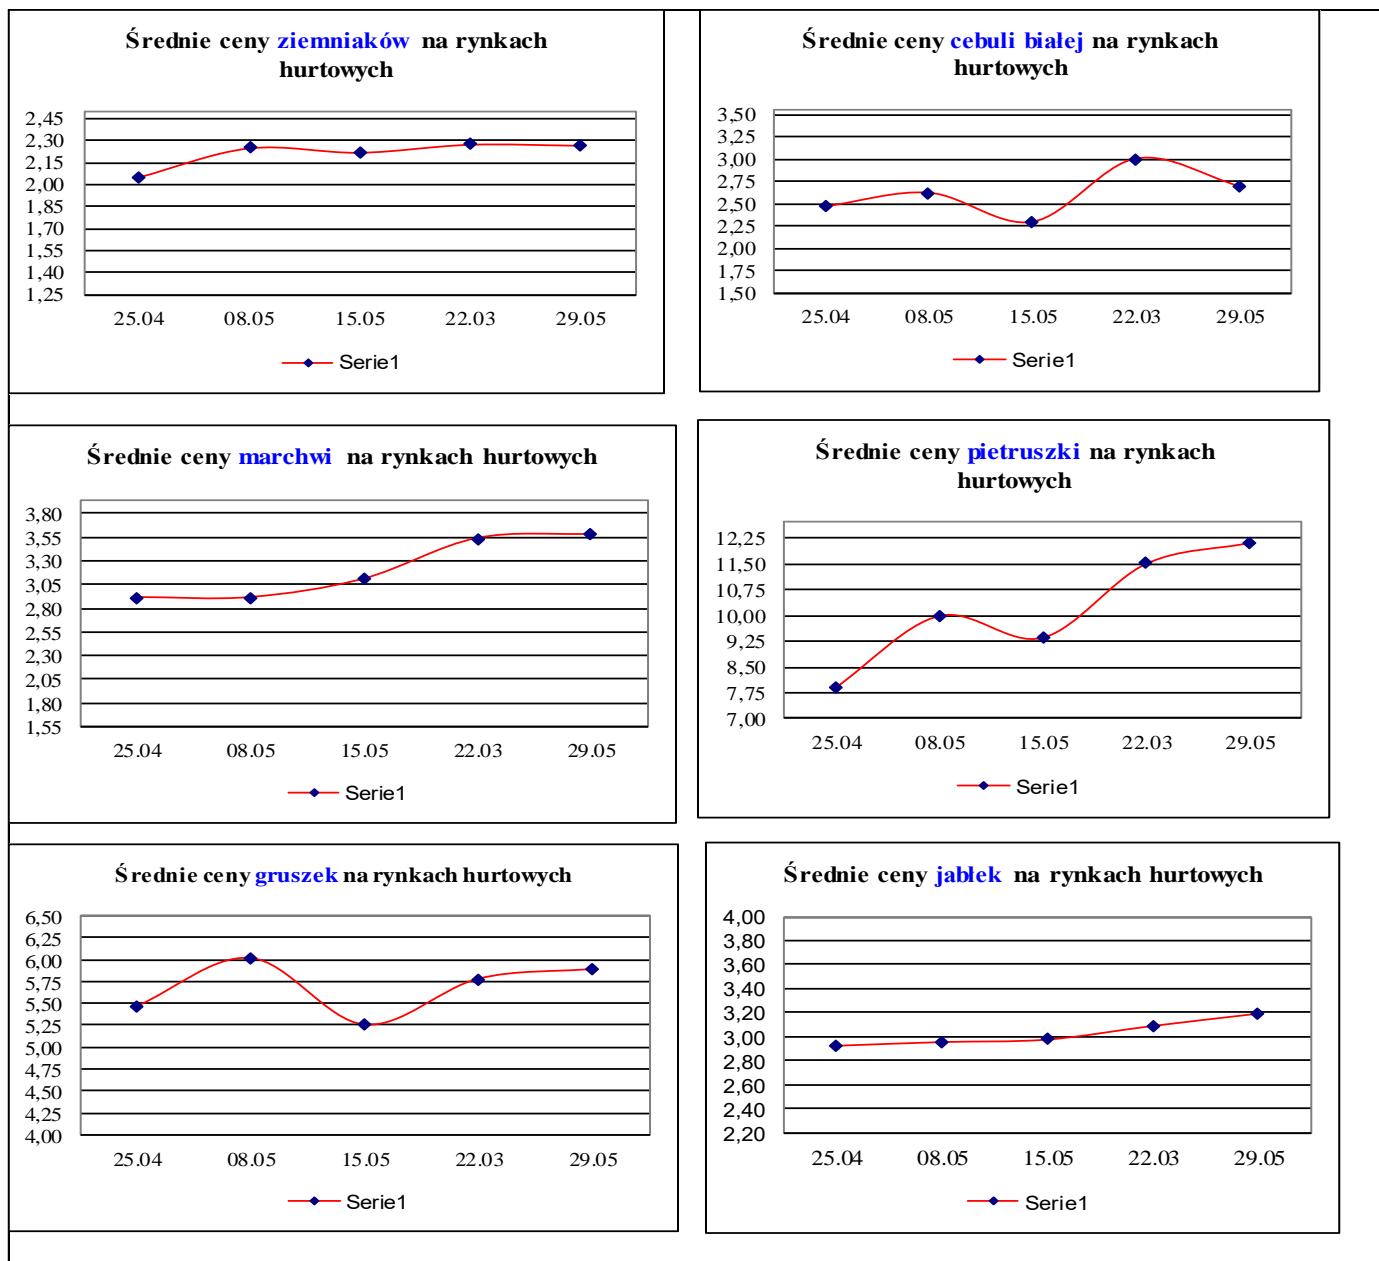 Średnie ceny ziemniaków na rynkach
hurtowych
2,45
2,30
2,15
2,00
1,85
1,70
1,55
1,40
1,25
25.04 08.05 15.05 22.03 29.05
Serie1
Średnie ceny cebuli białej na rynkach
hurtowych
3,50
3,25
3,00
2,75
2,50
2,25
2,00
1,75
1,50
25.04 08.05 15.05 22.03 29.05
Serie1
Średnie ceny marchwi na rynkach hurtowych
3,80
3,55
3,30
3,05
2,80
2,55
2,30
2,05
1,80
1,55
25.04 08.05 15.05 22.03 29.05
Serie1
Średnie ceny pietruszki na rynkach
hurtowych
12,25
11,50
10,75
10,00
9,25
8,50
7,75
7,00
25.04 08.05 15.05 22.03 29.05
Serie1
Średnie ceny gruszek na rynkach hurtowych
6,50
6,25
6,00
5,75
5,50
5,25
5,00
4,75
4,50
4,25
4,00
25.04 08.05 15.05 22.03 29.05
Serie1
Średnie ceny jabłek na rynkach hurtowych
4,00
3,80
3,60
3,40
3,20
3,00
2,80
2,60
2,40
2,20
25.04 08.05 15.05 22.03 29.05
Serie1